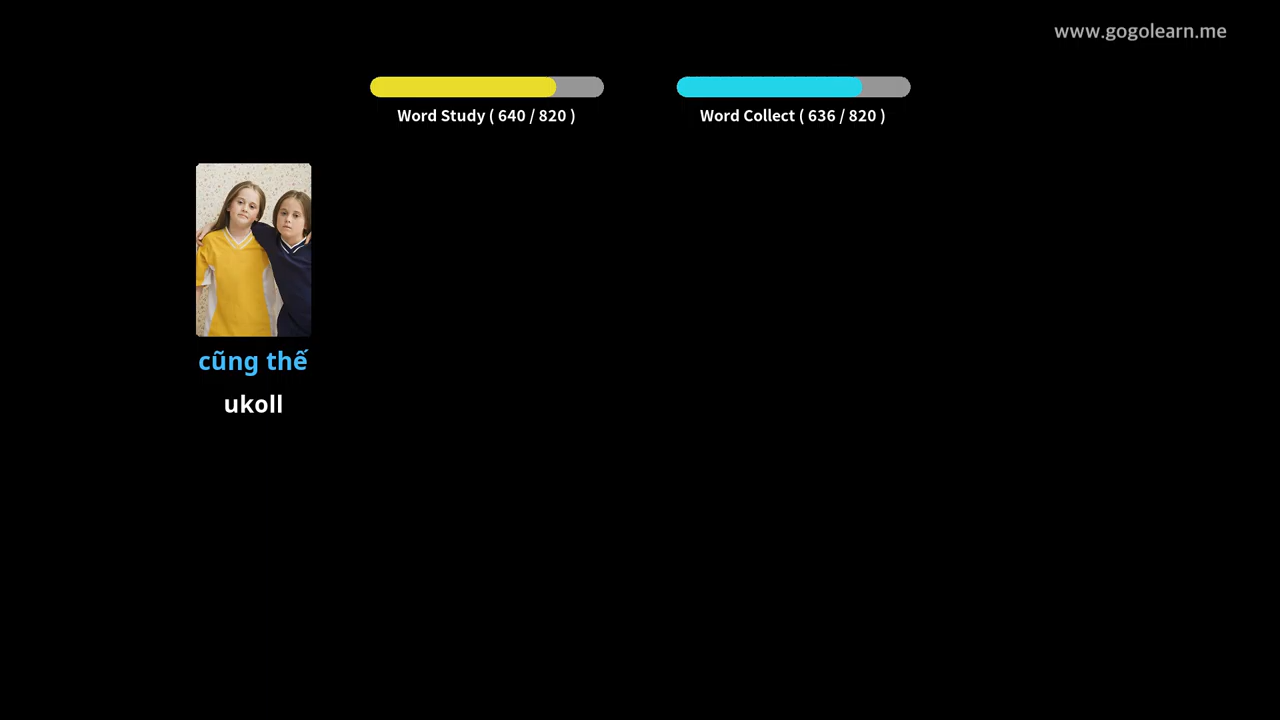 www.gogolearn.me
Word Study ( 640 / 820 )
Word Collect ( 636 / 820 )
cũng thế
ukoll